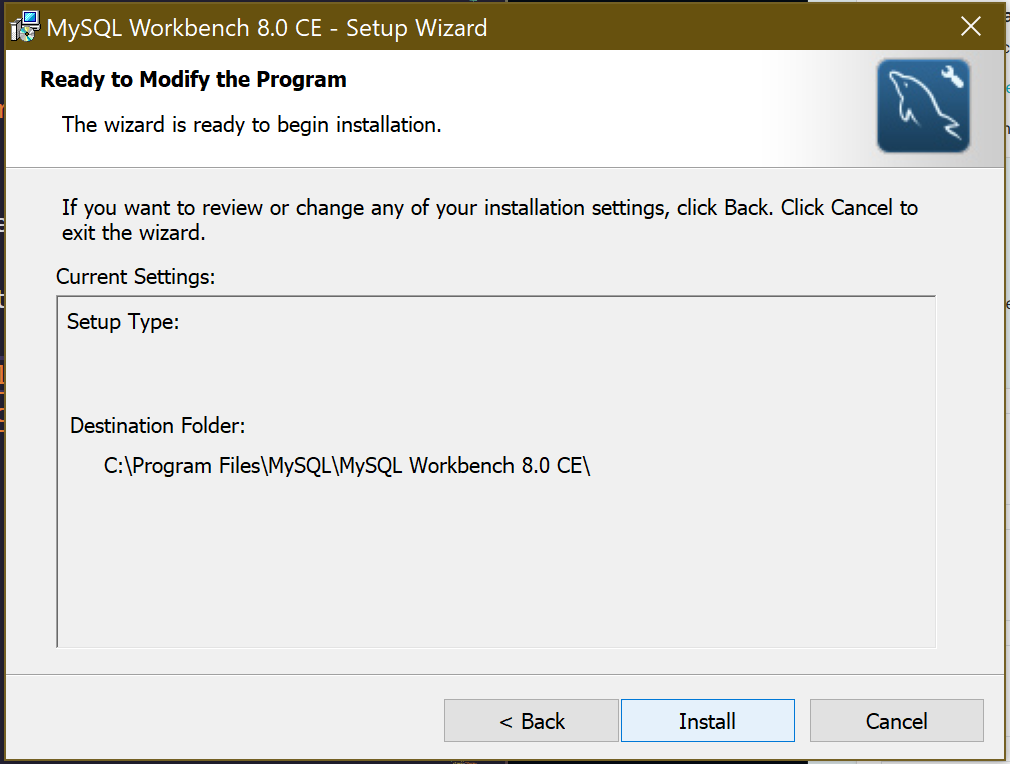 MySQL Workbench 8.0 CE - Setup Wizard
Ready to Modify the Program
The wizard is ready to begin installation.
If you want to review or change any of your installation settings, click Back. Click Cancel to
exit the wizard.
Current Settings:
Setup Type:
Destination Folder:
C:\Program Files\MySQL\MySQL Workbench 8.0 CE\
< Back
Install
Cancel